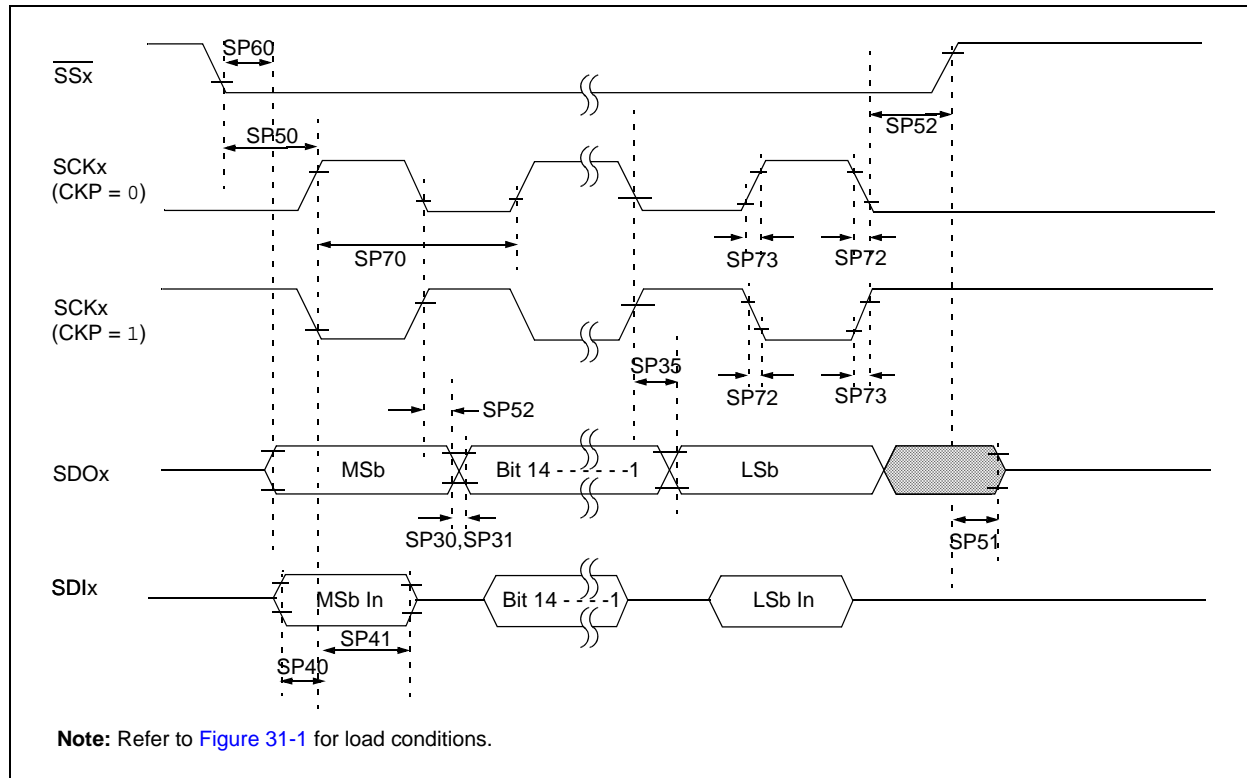 SP60
SSx
SP50
SP52
SCKx
(CKP = 0)
SP70
SP73
SP72
SCKx
(CKP = 1)
SP35
SP72
SP73
SP52
SDOx
MSb
Bit 14 - - - - - -1
LSb
SP30,SP31
SP51
SDIx
MSb In
Bit 14 - - - -1
LSb In
SP41
SP40
Note: Refer to Figure 31-1 for load conditions.